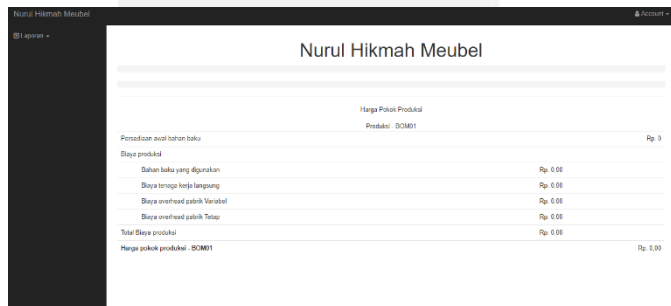 Nurul Hikmah Meubel
Account
Laporan
Nurul Hikmah Meubel
Harga Pokok Produksi
Produksi - BOM01
Persediaan awal bahan baku Rp. 0
Biaya produksi
Bahan baku yang digunakan Rp. 0,00
Biaya tenaga kerja langsung Rp. 0,00
Biaya overhead pabrik Variabel Rp. 0,00
Biaya overhead pabrik Tetap Rp. 0,00
Total Biaya produksi Rp. 0,00
Harga pokok produksi - BOM01 Rp. 0,00